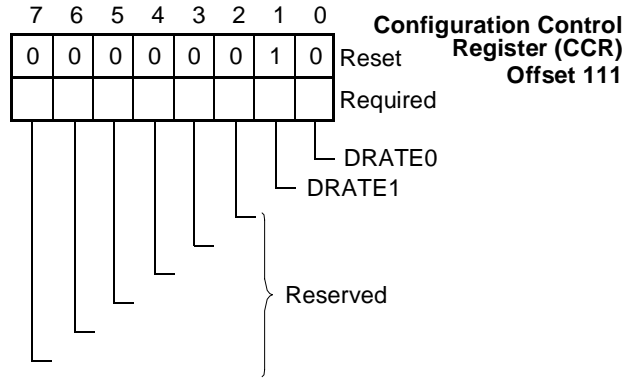 7 6 5 4 3 2 1 0
Configuration Control
Register (CCR)
Offset 111
0 0 0 0 0 0 1 0 Reset
Required
DRATE0
DRATE1
Reserved